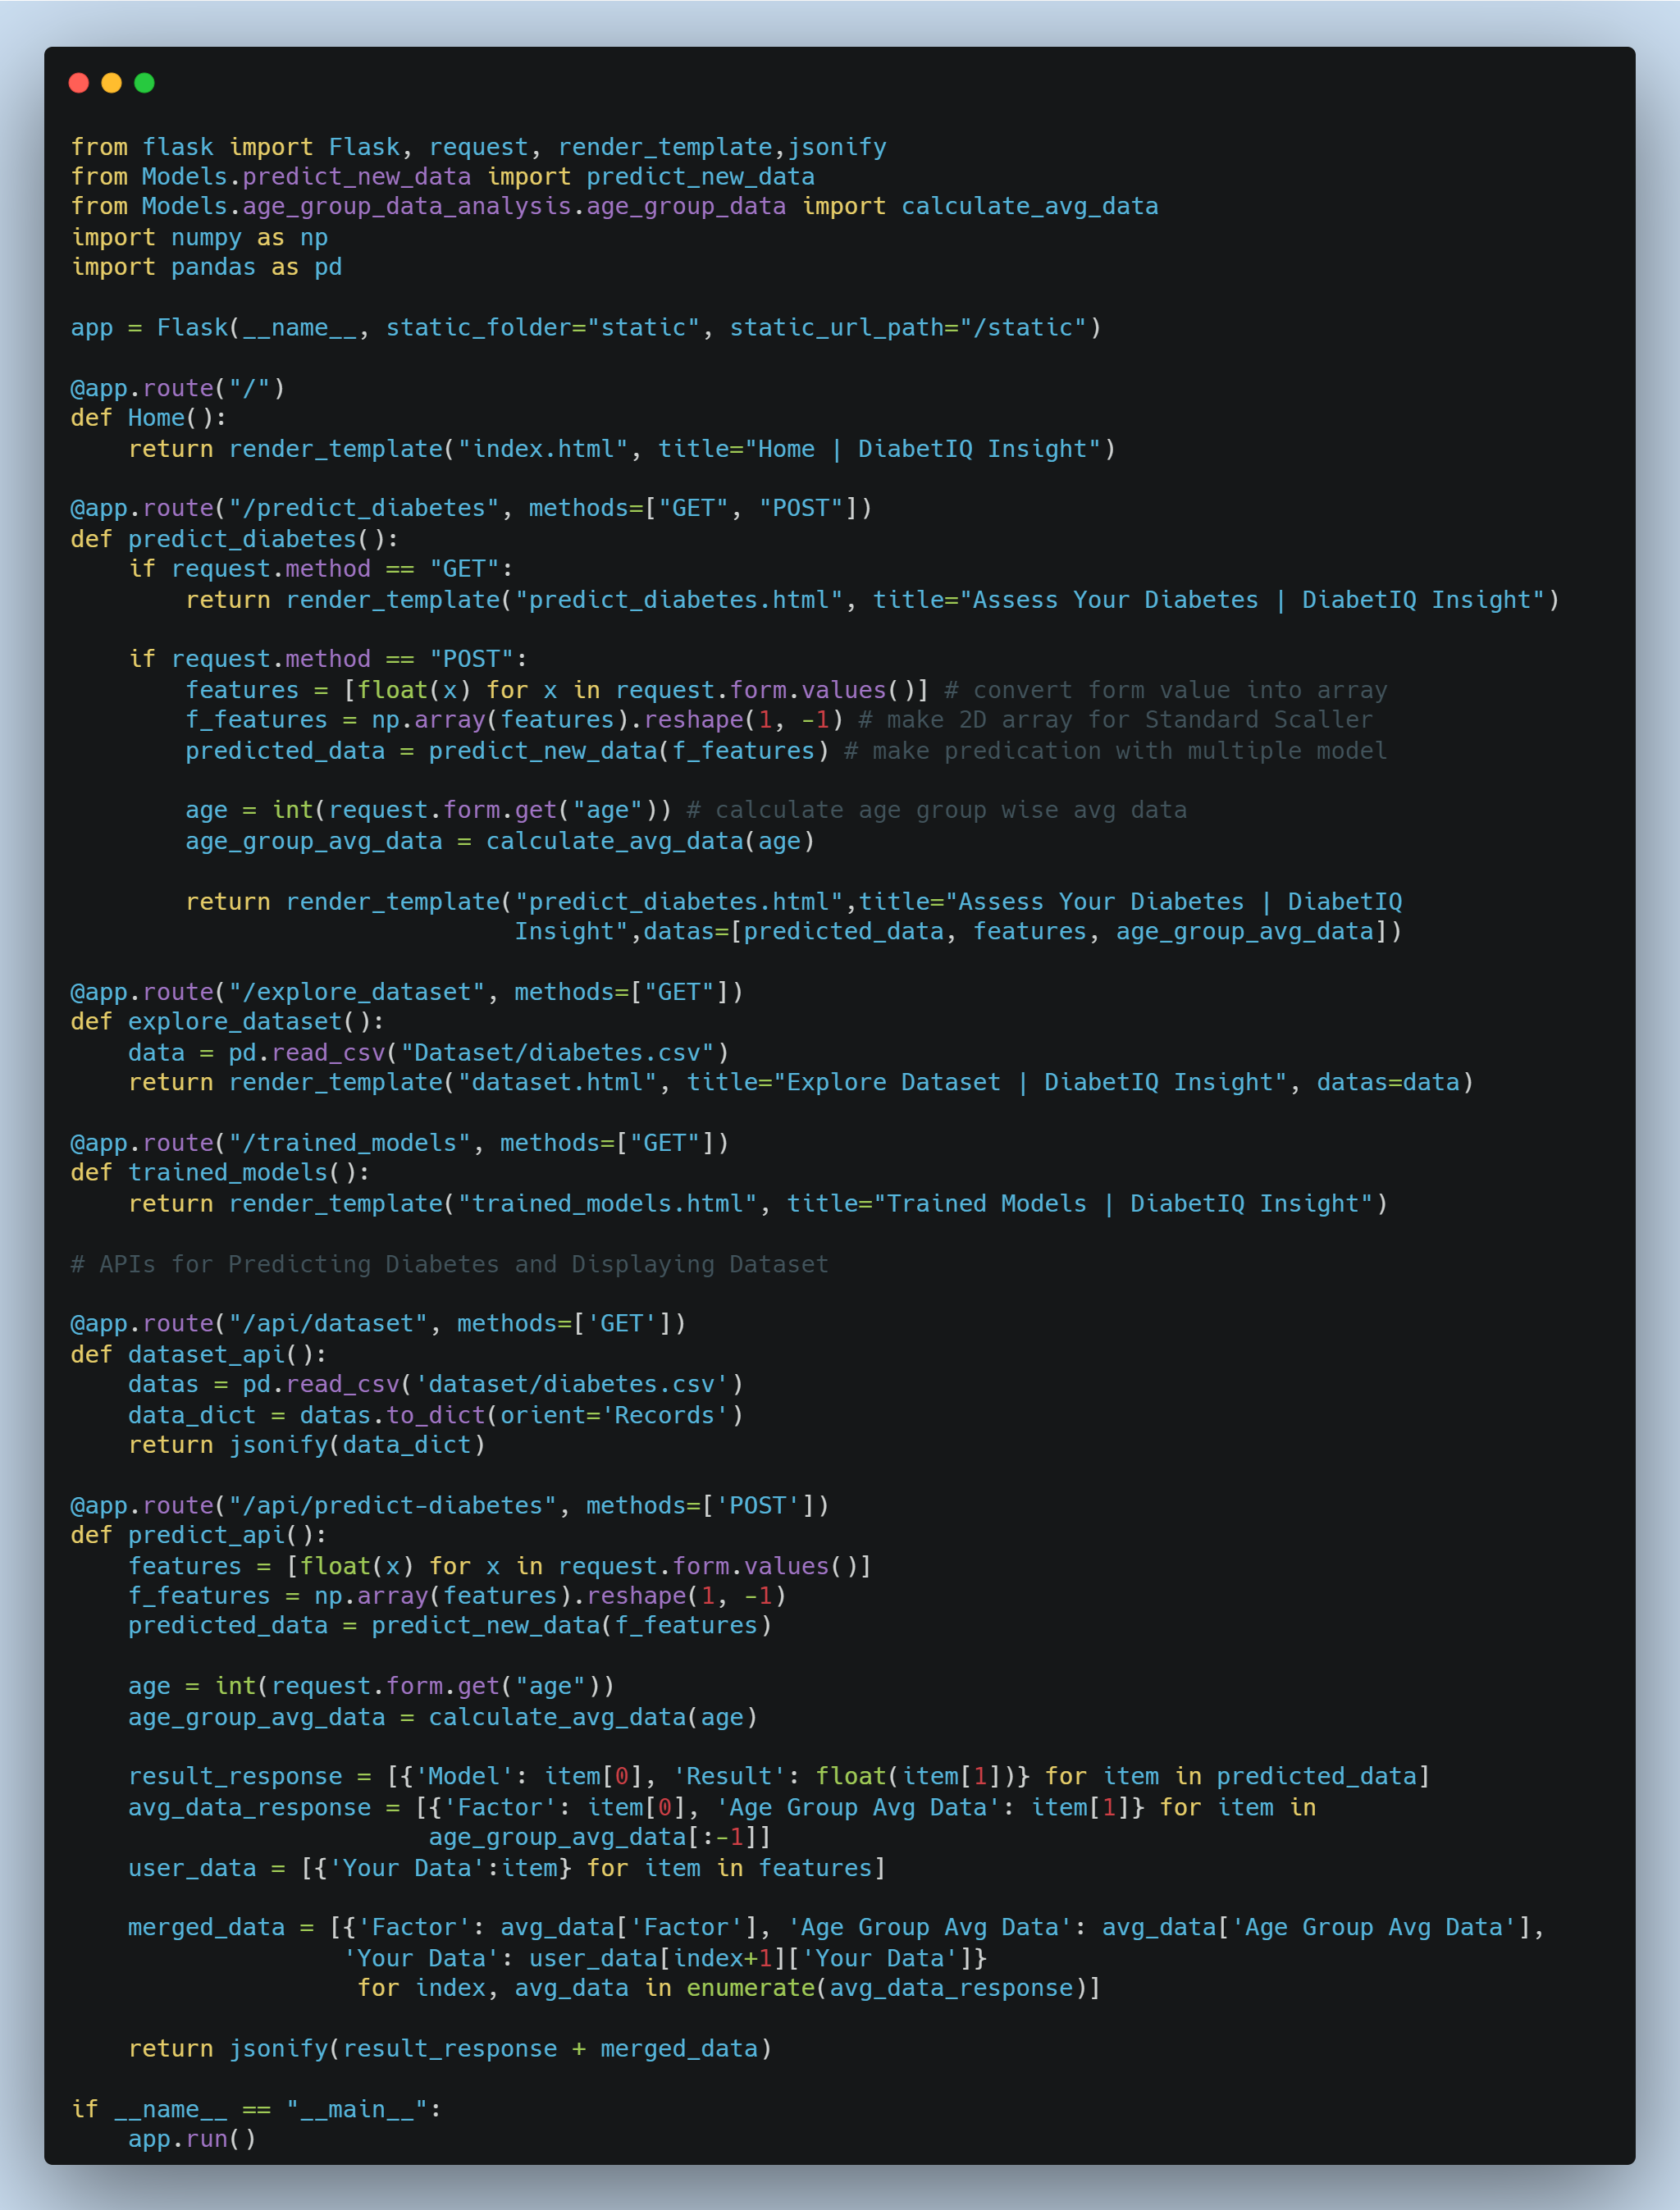 from flask import Flask, request, render_template,jsonify
from Models.predict_new_data import predict_new_data
from Models.age_group_data_analysis.age_group_data import calculate_avg_data
import numpy as np
import pandas as pd

app = Flask(__name__, static_folder="static", static_url_path="/static")

@app.route("/")
def Home():
    return render_template("index.html", title="Home | DiabetIQ Insight")

@app.route("/predict_diabetes", methods=["GET", "POST"])
def predict_diabetes():
    if request.method == "GET":
        return render_template("predict_diabetes.html", title="Assess Your Diabetes | DiabetIQ Insight")

    if request.method == "POST":
        features = [float(x) for x in request.form.values()] # convert form value into array
        f_features = np.array(features).reshape(1, -1) # make 2D array for Standard Scaller
        predicted_data = predict_new_data(f_features) # make predication with multiple model

        age = int(request.form.get("age")) # calculate age group wise avg data
        age_group_avg_data = calculate_avg_data(age)

        return render_template("predict_diabetes.html",title="Assess Your Diabetes | DiabetIQ
                               Insight",datas=[predicted_data, features, age_group_avg_data])

@app.route("/explore_dataset", methods=["GET"])
def explore_dataset():
    data = pd.read_csv("Dataset/diabetes.csv")
    return render_template("dataset.html", title="Explore Dataset | DiabetIQ Insight", datas=data)

@app.route("/trained_models", methods=["GET"])
def trained_models():
    return render_template("trained_models.html", title="Trained Models | DiabetIQ Insight")

# APIs for Predicting Diabetes and Displaying Dataset

@app.route("/api/dataset", methods=['GET'])
def dataset_api():
    datas = pd.read_csv('dataset/diabetes.csv')
    data_dict = datas.to_dict(orient='Records')
    return jsonify(data_dict)

@app.route("/api/predict-diabetes", methods=['POST'])
def predict_api():
    features = [float(x) for x in request.form.values()]
    f_features = np.array(features).reshape(1, -1)
    predicted_data = predict_new_data(f_features)

    age = int(request.form.get("age"))
    age_group_avg_data = calculate_avg_data(age)

    result_response = [{'Model': item[0], 'Result': float(item[1])} for item in predicted_data]
    avg_data_response = [{'Factor': item[0], 'Age Group Avg Data': item[1]} for item in
                         age_group_avg_data[:-1]]
    user_data = [{'Your Data':item} for item in features]

    merged_data = [{'Factor': avg_data['Factor'], 'Age Group Avg Data': avg_data['Age Group Avg Data'],
                   'Your Data': user_data[index+1]['Your Data']}
                    for index, avg_data in enumerate(avg_data_response)]

    return jsonify(result_response + merged_data)

if __name__ == "__main__":
    app.run()